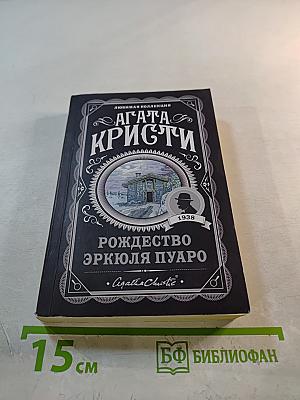 ЛЮБИМАЯ КОЛЛЕКЦИЯ
АГАТА
КРИСТИ
1938
РОЖДЕСТВО
ЭРКЮЛЯ ПУАРО
Agatha Christie
15 см
БФ БИБЛИОФАН